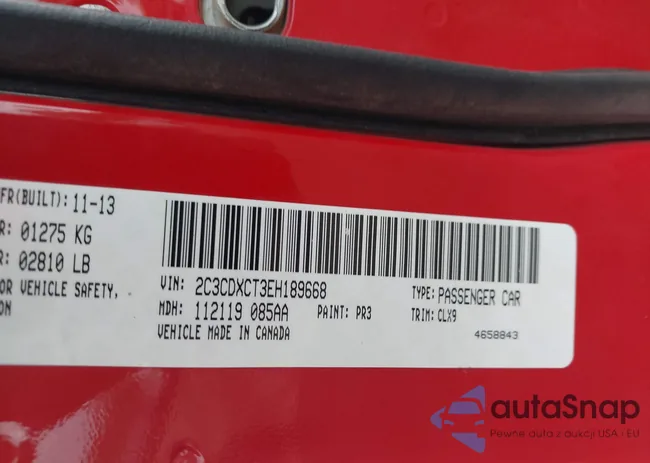 FR(BUILT): 11-13
R: 01275 KG
R: 02810 LB
OR VEHICLE SAFETY,
ON
VIN: 2C3CDXCT3EH189668
TYPE: PASSENGER CAR
MDH: 112119 085AA PAINT: PR3 TRIM: CLX9
VEHICLE MADE IN CANADA
4658843
autaSnap
Pewne auta z aukcji USA - EU